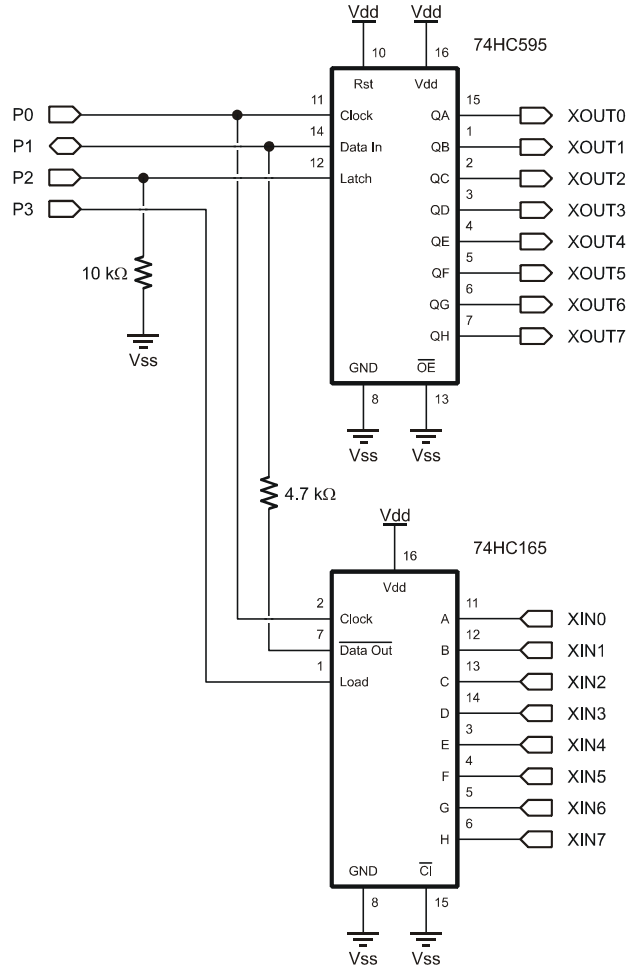 Vdd Vdd
10 16 74HC595
Rst Vdd
P0 11 Clock QA 15 XOUT0
P1 14 Data In QB 1 XOUT1
P2 12 Latch QC 2 XOUT2
P3 QD 3 XOUT3
QE 4 XOUT4
10 kΩ QF 5 XOUT5
QG 6 XOUT6
QH 7 XOUT7
Vss
GND OE
8 13
Vss Vss
4.7 kΩ
Vdd
16 74HC165
Vdd
2 Clock A 11 XIN0
7 Data Out B 12 XIN1
1 Load C 13 XIN2
D 14 XIN3
E 3 XIN4
F 4 XIN5
G 5 XIN6
H 6 XIN7
GND CI
8 15
Vss Vss